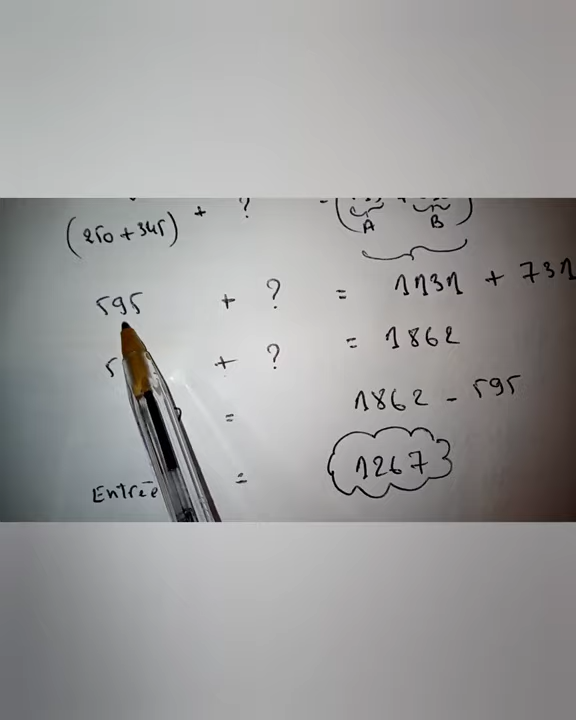 (250 + 345) + ?
A B
595 + ? = 1131 + 731
+ ? = 1862
= 1862 - 595
Entrée = 1267